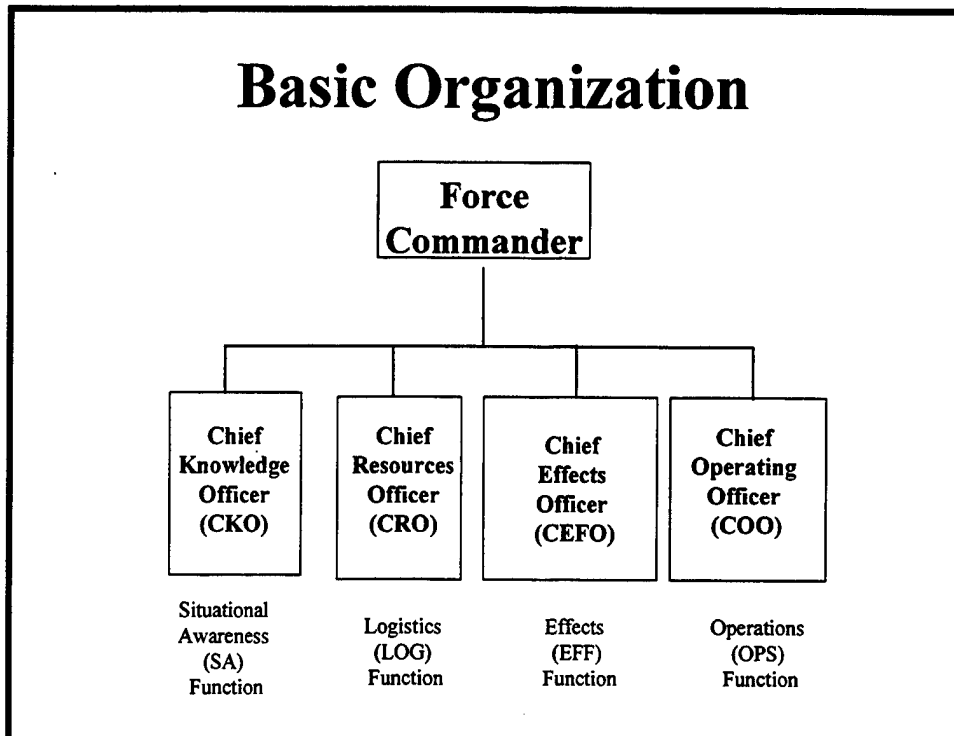 Basic Organization
Force
Commander
Chief
Knowledge
Officer
(CKO)
Chief
Resources
Officer
(CRO)
Chief
Effects
Officer
(CEFO)
Chief
Operating
Officer
(COO)
Situational
Awareness
(SA)
Function
Logistics
(LOG)
Function
Effects
(EFF)
Function
Operations
(OPS)
Function